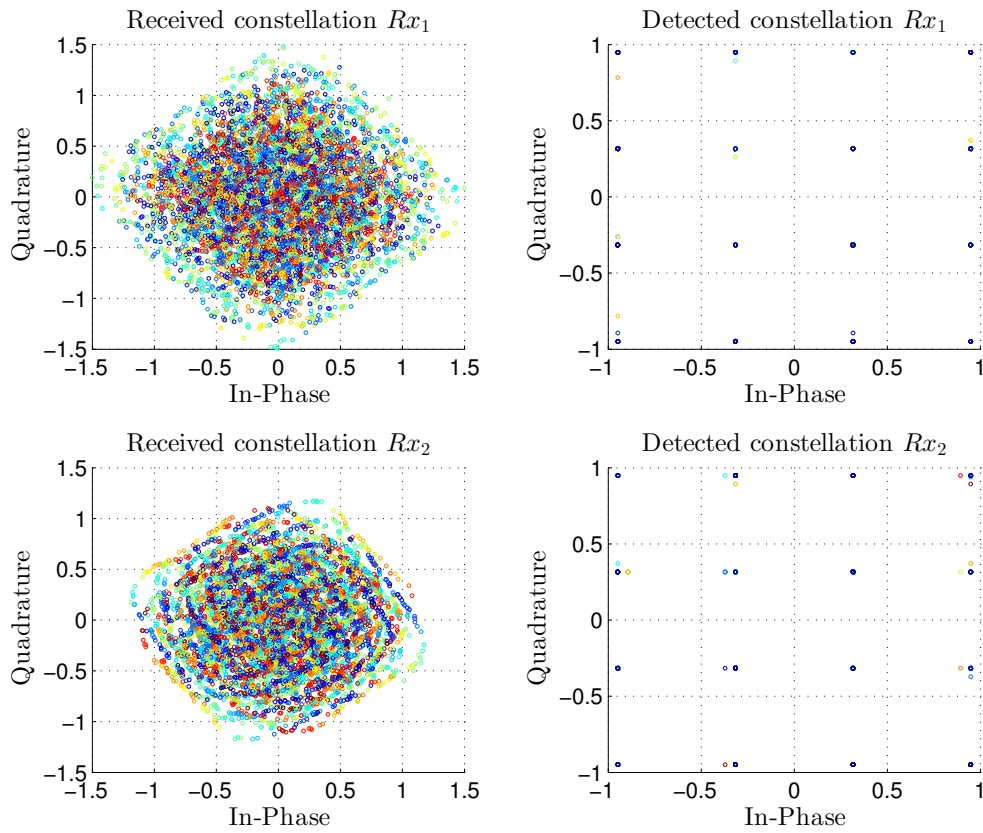 Received constellation Rx₁
Detected constellation Rx₁
1.5
1
0.5
0
−0.5
−1
−1.5
Quadrature
−1.5 −1 −0.5 0 0.5 1 1.5
In-Phase
1
0.5
0
−0.5
−1
Quadrature
−1 −0.5 0 0.5 1
In-Phase
Received constellation Rx₂
Detected constellation Rx₂
1.5
1
0.5
0
−0.5
−1
−1.5
Quadrature
−1.5 −1 −0.5 0 0.5 1 1.5
In-Phase
1
0.5
0
−0.5
−1
Quadrature
−1 −0.5 0 0.5 1
In-Phase